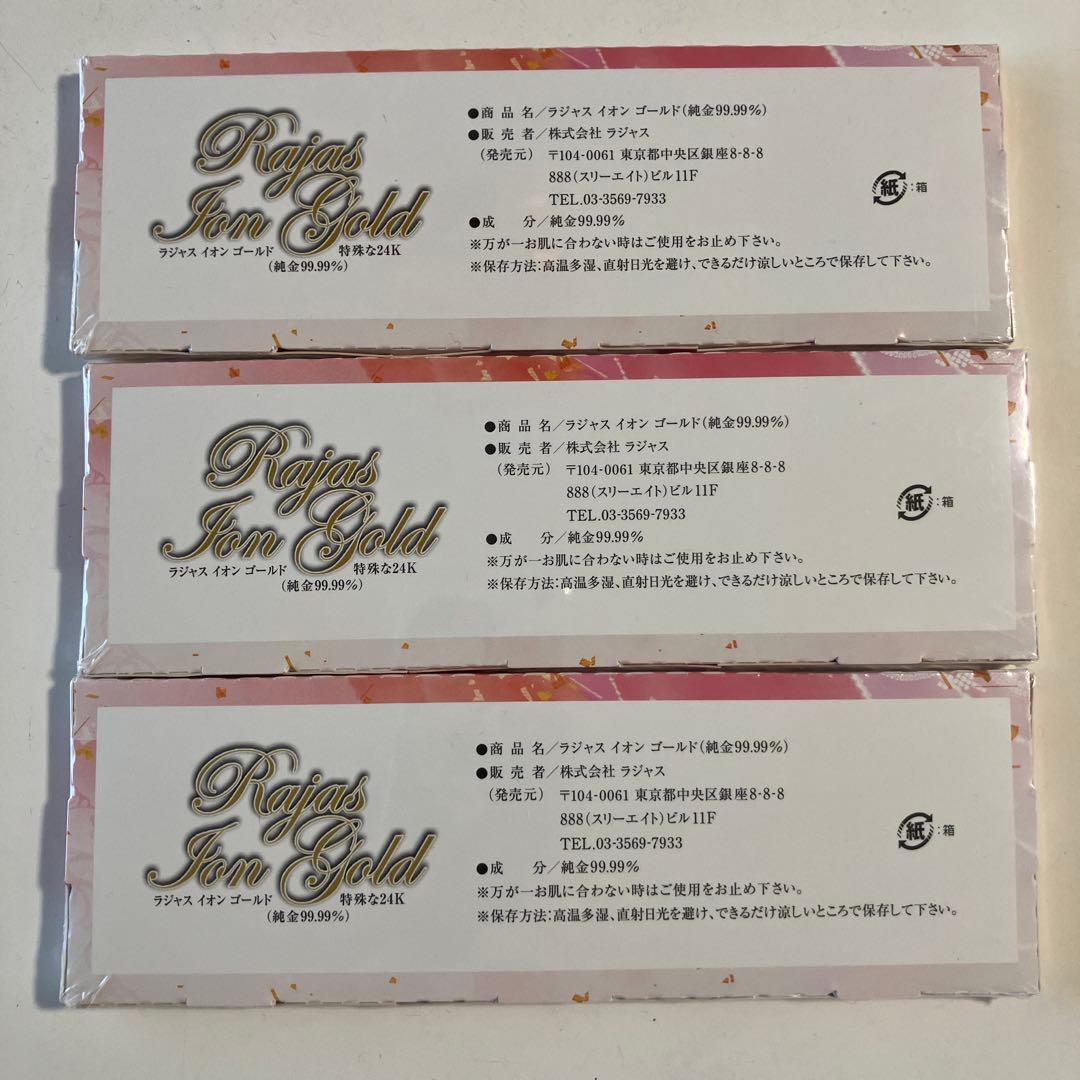 Rajas
Ion Gold
ラジャス イオン ゴールド 特殊な24K
(純金99.99%)
●商 品 名/ラジャス イオン ゴールド(純金99.99%)
●販 売 者/株式会社 ラジャス
(発売元) 〒104-0061 東京都中央区銀座8-8-8
888(スリーエイト)ビル11F
TEL.03-3569-7933
●成 分/純金99.99%
※万が一お肌に合わない時はご使用をお止め下さい。
※保存方法:高温多湿、直射日光を避け、できるだけ涼しいところで保存して下さい。
紙:箱
Rajas
Ion Gold
ラジャス イオン ゴールド 特殊な24K
(純金99.99%)
●商 品 名/ラジャス イオン ゴールド(純金99.99%)
●販 売 者/株式会社 ラジャス
(発売元) 〒104-0061 東京都中央区銀座8-8-8
888(スリーエイト)ビル11F
TEL.03-3569-7933
●成 分/純金99.99%
※万が一お肌に合わない時はご使用をお止め下さい。
※保存方法:高温多湿、直射日光を避け、できるだけ涼しいところで保存して下さい。
紙:箱
Rajas
Ion Gold
ラジャス イオン ゴールド 特殊な24K
(純金99.99%)
●商 品 名/ラジャス イオン ゴールド(純金99.99%)
●販 売 者/株式会社 ラジャス
(発売元) 〒104-0061 東京都中央区銀座8-8-8
888(スリーエイト)ビル11F
TEL.03-3569-7933
●成 分/純金99.99%
※万が一お肌に合わない時はご使用をお止め下さい。
※保存方法:高温多湿、直射日光を避け、できるだけ涼しいところで保存して下さい。
紙:箱